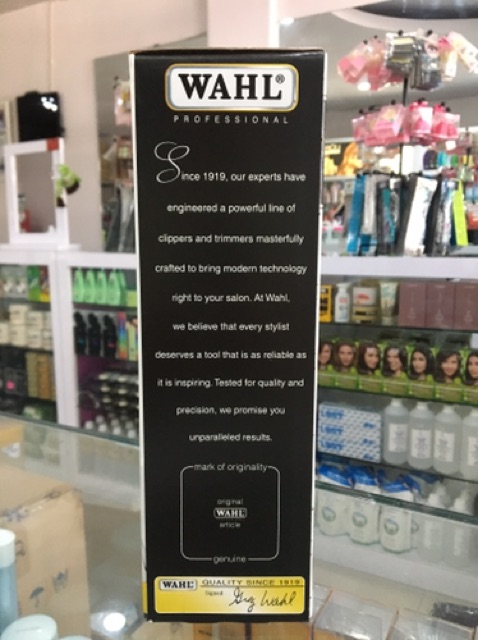 WAHL®
PROFESSIONAL
Since 1919, our experts have
engineered a powerful line of
clippers and trimmers masterfully
crafted to bring modern technology
right to your salon. At Wahl,
we believe that every stylist
deserves a tool that is as reliable as
it is inspiring. Tested for quality and
precision, we promise you
unparalleled results.
mark of originality
original
WAHL
article
genuine
WAHL QUALITY SINCE 1919
Signed Greg Wahl